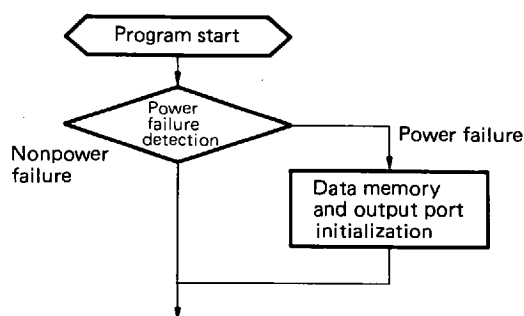 Program start
Power
failure
detection
Nonpower
failure
Power failure
Data memory
and output port
initialization